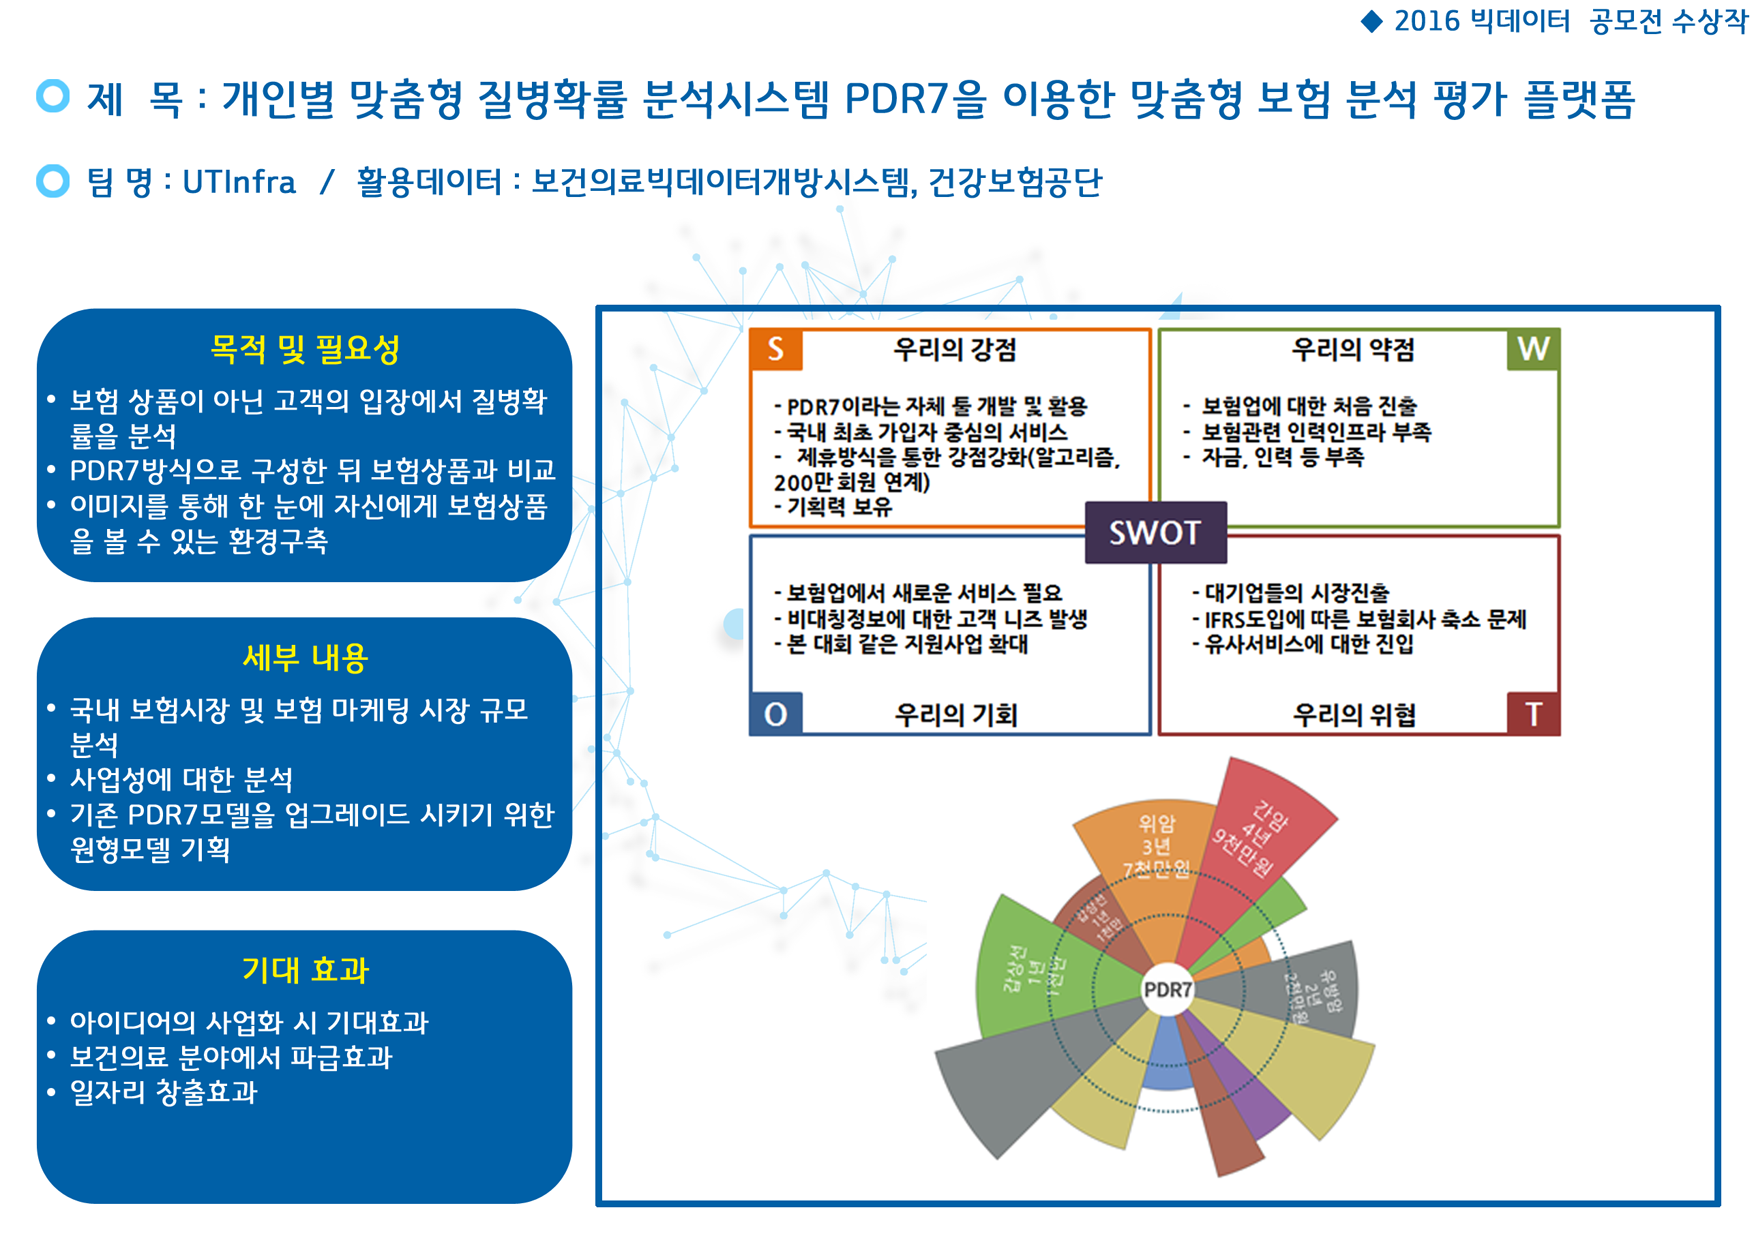 ◆ 2016 빅데이터 공모전 수상작
제 목 : 개인별 맞춤형 질병확률 분석시스템 PDR7을 이용한 맞춤형 보험 분석 평가 플랫폼
팀 명 : UTInfra / 활용데이터 : 보건의료빅데이터개방시스템, 건강보험공단
목적 및 필요성
• 보험 상품이 아닌 고객의 입장에서 질병확
률을 분석
• PDR7방식으로 구성한 뒤 보험상품과 비교
• 이미지를 통해 한 눈에 자신에게 보험상품
을 볼 수 있는 환경구축
세부 내용
• 국내 보험시장 및 보험 마케팅 시장 규모
분석
• 사업성에 대한 분석
• 기존 PDR7모델을 업그레이드 시키기 위한
원형모델 기획
기대 효과
• 아이디어의 사업화 시 기대효과
• 보건의료 분야에서 파급효과
• 일자리 창출효과
S
우리의 강점
- PDR7이라는 자체 툴 개발 및 활용
- 국내 최초 가입자 중심의 서비스
- 제휴방식을 통한 강점강화(알고리즘,
200만 회원 연계)
- 기획력 보유
우리의 약점
W
- 보험업에 대한 처음 진출
- 보험관련 인력인프라 부족
- 자금, 인력 등 부족
SWOT
- 보험업에서 새로운 서비스 필요
- 비대칭정보에 대한 고객 니즈 발생
- 본 대회 같은 지원사업 확대
O
우리의 기회
- 대기업들의 시장진출
- IFRS도입에 따른 보험회사 축소 문제
- 유사서비스에 대한 진입
우리의 위협
T
위암
3년
7천만원
간암
4년
9천만원
갑상선
1년
1천만
갑상선
1년
1천만
유방암
2년
2천만원
PDR7